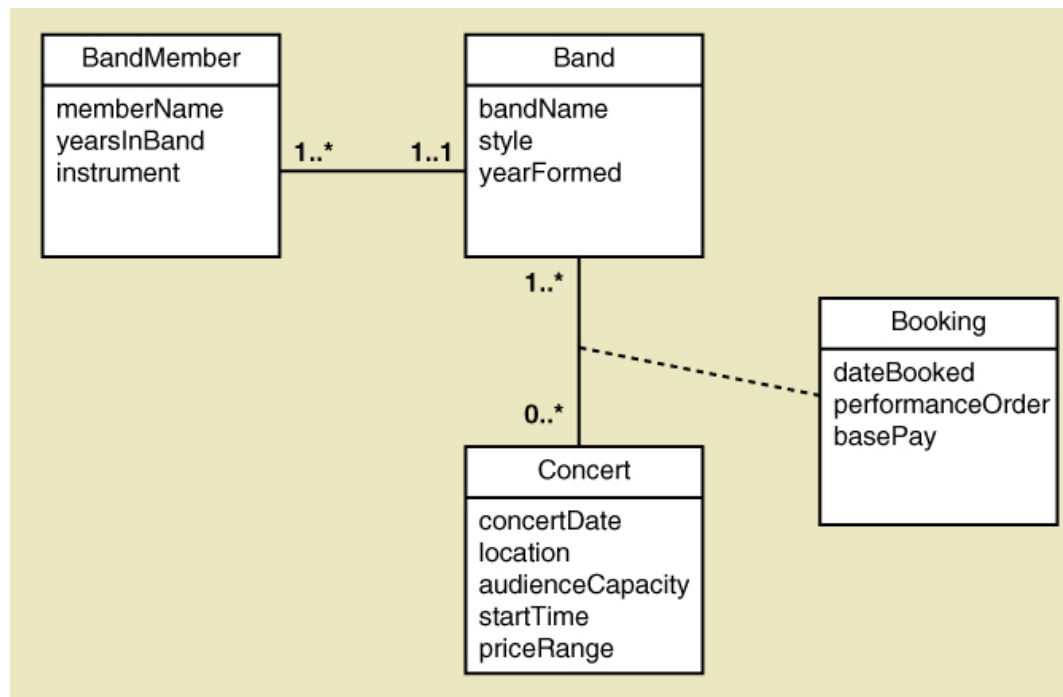 BandMember
memberName
yearsInBand
instrument
1..*
1..1
Band
bandName
style
yearFormed
1..*
0..*
Booking
dateBooked
performanceOrder
basePay
Concert
concertDate
location
audienceCapacity
startTime
priceRange